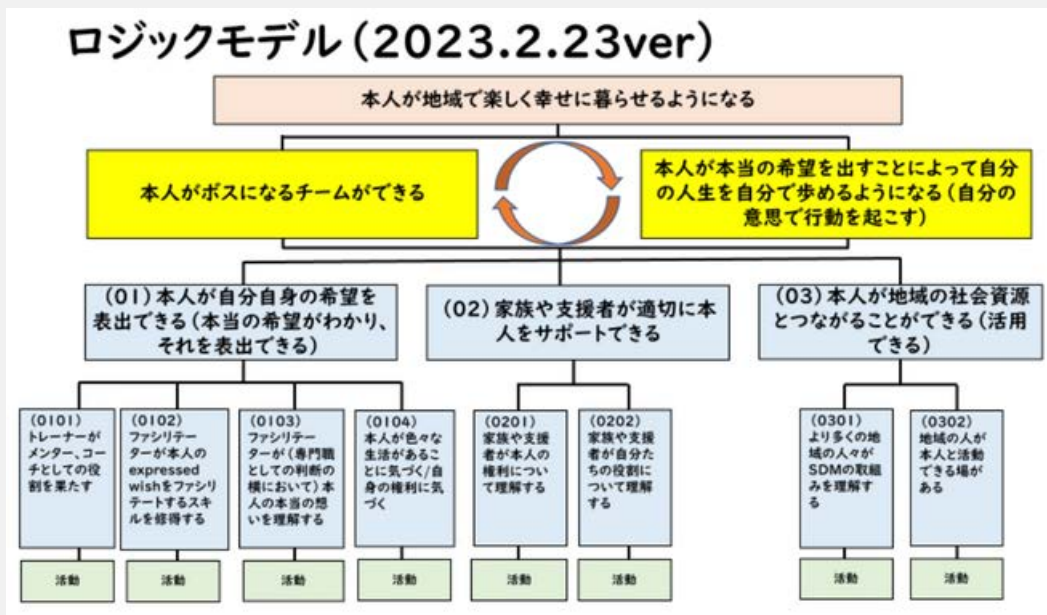 ロジックモデル(2023.2.23ver)
本人が地域で楽しく幸せに暮らせるようになる
本人がボスになるチームができる
本人が本当の希望を出すことによって自分
の人生を自分で歩めるようになる(自分の
意思で行動を起こす)
(01)本人が自分自身の希望を
表出できる(本当の希望がわかり、
それを表出できる)
(02)家族や支援者が適切に本
人をサポートできる
(03)本人が地域の社会資源
とつながることができる(活用
できる)
(0101)
トレーナーが
メンター、コー
チとしての役
割を果たす
(0102)
ファシリテー
ターが本人の
expressed
wishをファシリ
テートするスキ
ルを修得する
(0103)
ファシリテー
ターが(専門職
としての判断の
自横において)本
人の本当の想い
を理解する
(0104)
本人が色々な
生活があるこ
とに気づく/自
身の権利に気
づく
(0201)
家族や支援
者が本人の
権利につい
て理解する
(0202)
家族や支援
者が自分た
ちの役割に
ついて理解
する
(0301)
より多くの地
域の人々が
SDMの取組
みを理解す
る
(0302)
地域の人が
本人と活動
できる場が
ある
活動
活動
活動
活動
活動
活動
活動
活動